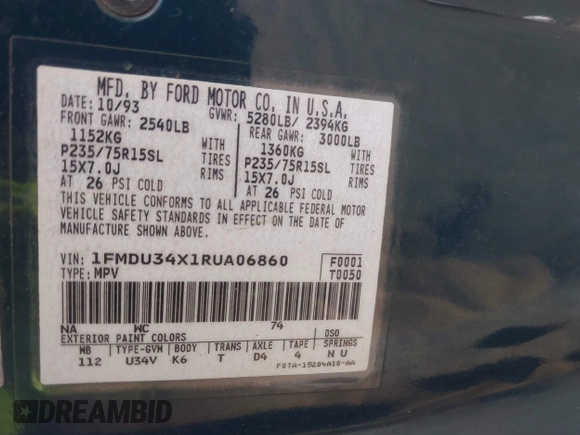 MFD. BY FORD MOTOR CO. IN U.S.A.
DATE: 10/93 GVWR: 5280LB/ 2394KG
FRONT GAWR: 2540LB REAR GAWR: 3000LB
1152KG WITH 1360KG WITH
P235/75R15SL TIRES P235/75R15SL TIRES
15X7.0J RIMS 15X7.0J RIMS
AT 26 PSI COLD AT 26 PSI COLD
THIS VEHICLE CONFORMS TO ALL APPLICABLE FEDERAL MOTOR
VEHICLE SAFETY STANDARDS IN EFFECT ON THE DATE OF
MANUFACTURE SHOWN ABOVE.
VIN: 1FMDU34X1RUA06860 F0001
TYPE: MPV T0050
NA WC 74
EXTERIOR PAINT COLORS DSO
WB TYPE-GVW BODY TRANS AXLE TAPE SPRINGS
112 U34V K6 T D4 4 N U
F0TA-15204A10-AA
DREAMBID